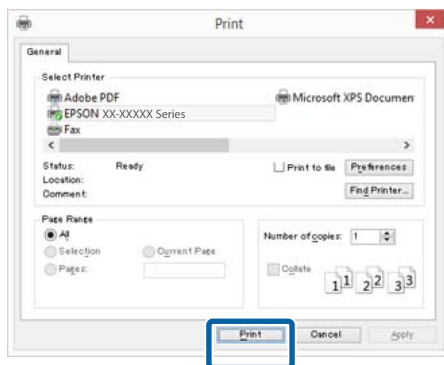 Print
General
Select Printer
Adobe PDF
Microsoft XPS Documen
EPSON XX-XXXXX Series
Fax
Status: Ready
Print to file
Preferences
Location:
Comment:
Find Printer...
Page Range
All
Selection
Current Page
Pages:
Number of copies: 1
Collate
1 1 2 2 3 3
Print
Cancel
Apply